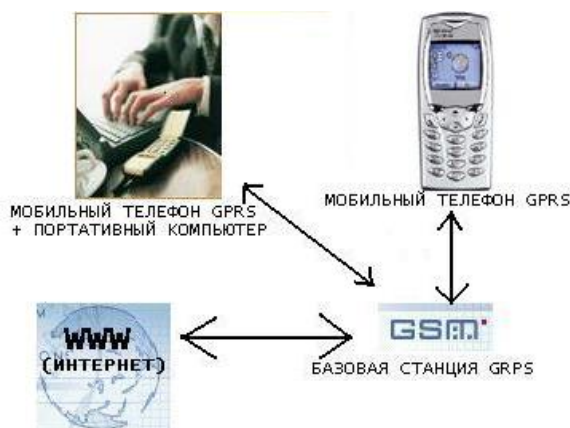 МОБИЛЬНЫЙ ТЕЛЕФОН GPRS
+ ПОРТАТИВНЫЙ КОМПЬЮТЕР
МОБИЛЬНЫЙ ТЕЛЕФОН GPRS
WWW
(ИНТЕРНЕТ)
GSM
БАЗОВАЯ СТАНЦИЯ GRPS